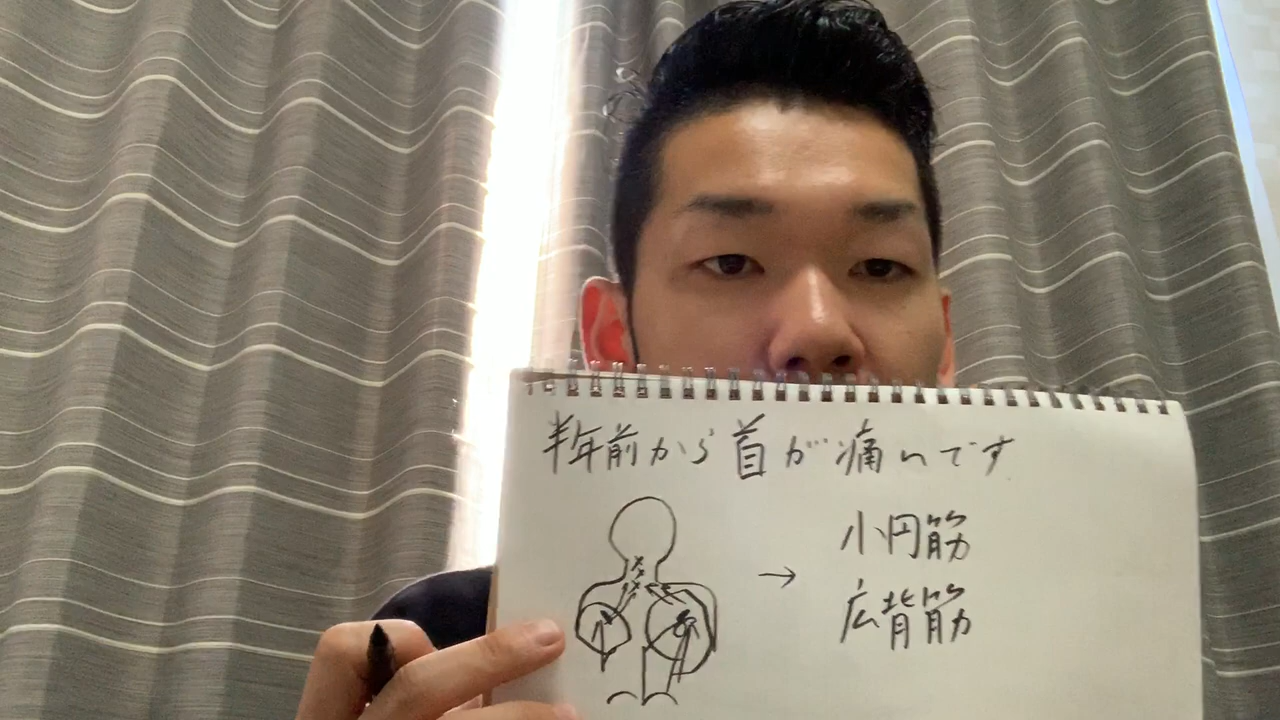 半年前から首が痛いです
→ 小円筋
広背筋